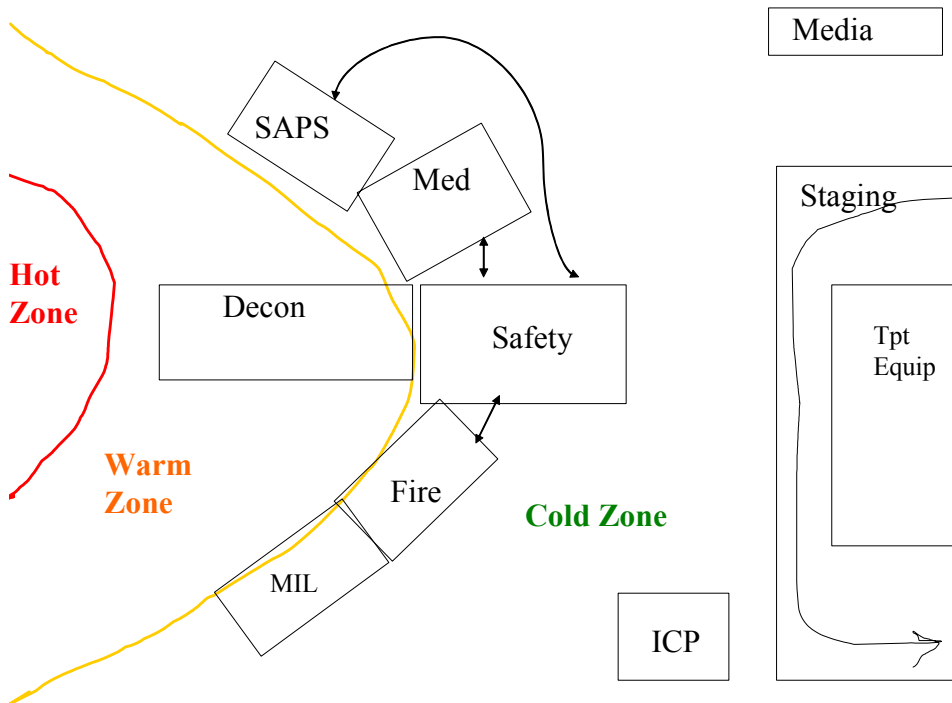 Media
SAPS
Med
Staging
Hot
Zone
Decon
Safety
Tpt
Equip
Warm
Zone
Fire
Cold Zone
MIL
ICP